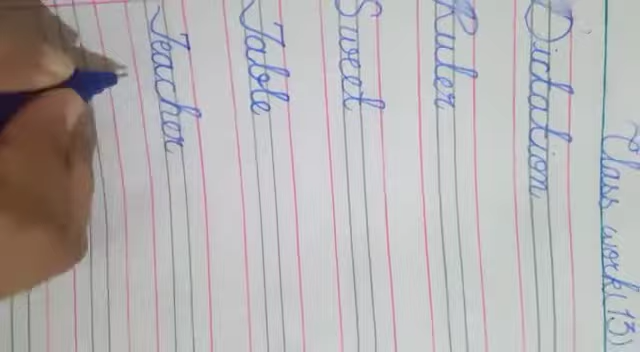 Class work(13)
Dictation
Ruler
Sweet
Table
Teacher